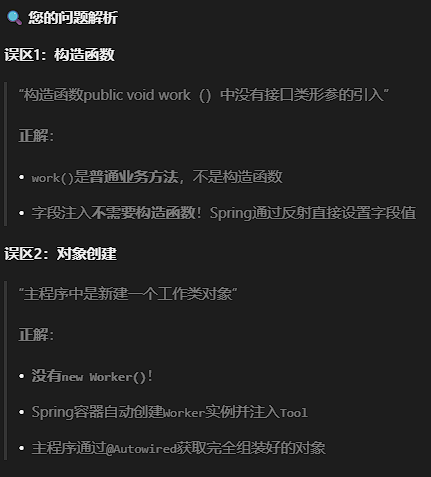 🔍 您的问题解析
误区1：构造函数
“构造函数public void work（）中没有接口类形参的引入”
正解：
• work()是普通业务方法，不是构造函数
• 字段注入不需要构造函数！Spring通过反射直接设置字段值
误区2：对象创建
“主程序中是新建一个工作类对象”
正解：
• 没有new Worker()！
• Spring容器自动创建Worker实例并注入Tool
• 主程序通过@Autowired获取完全组装好的对象